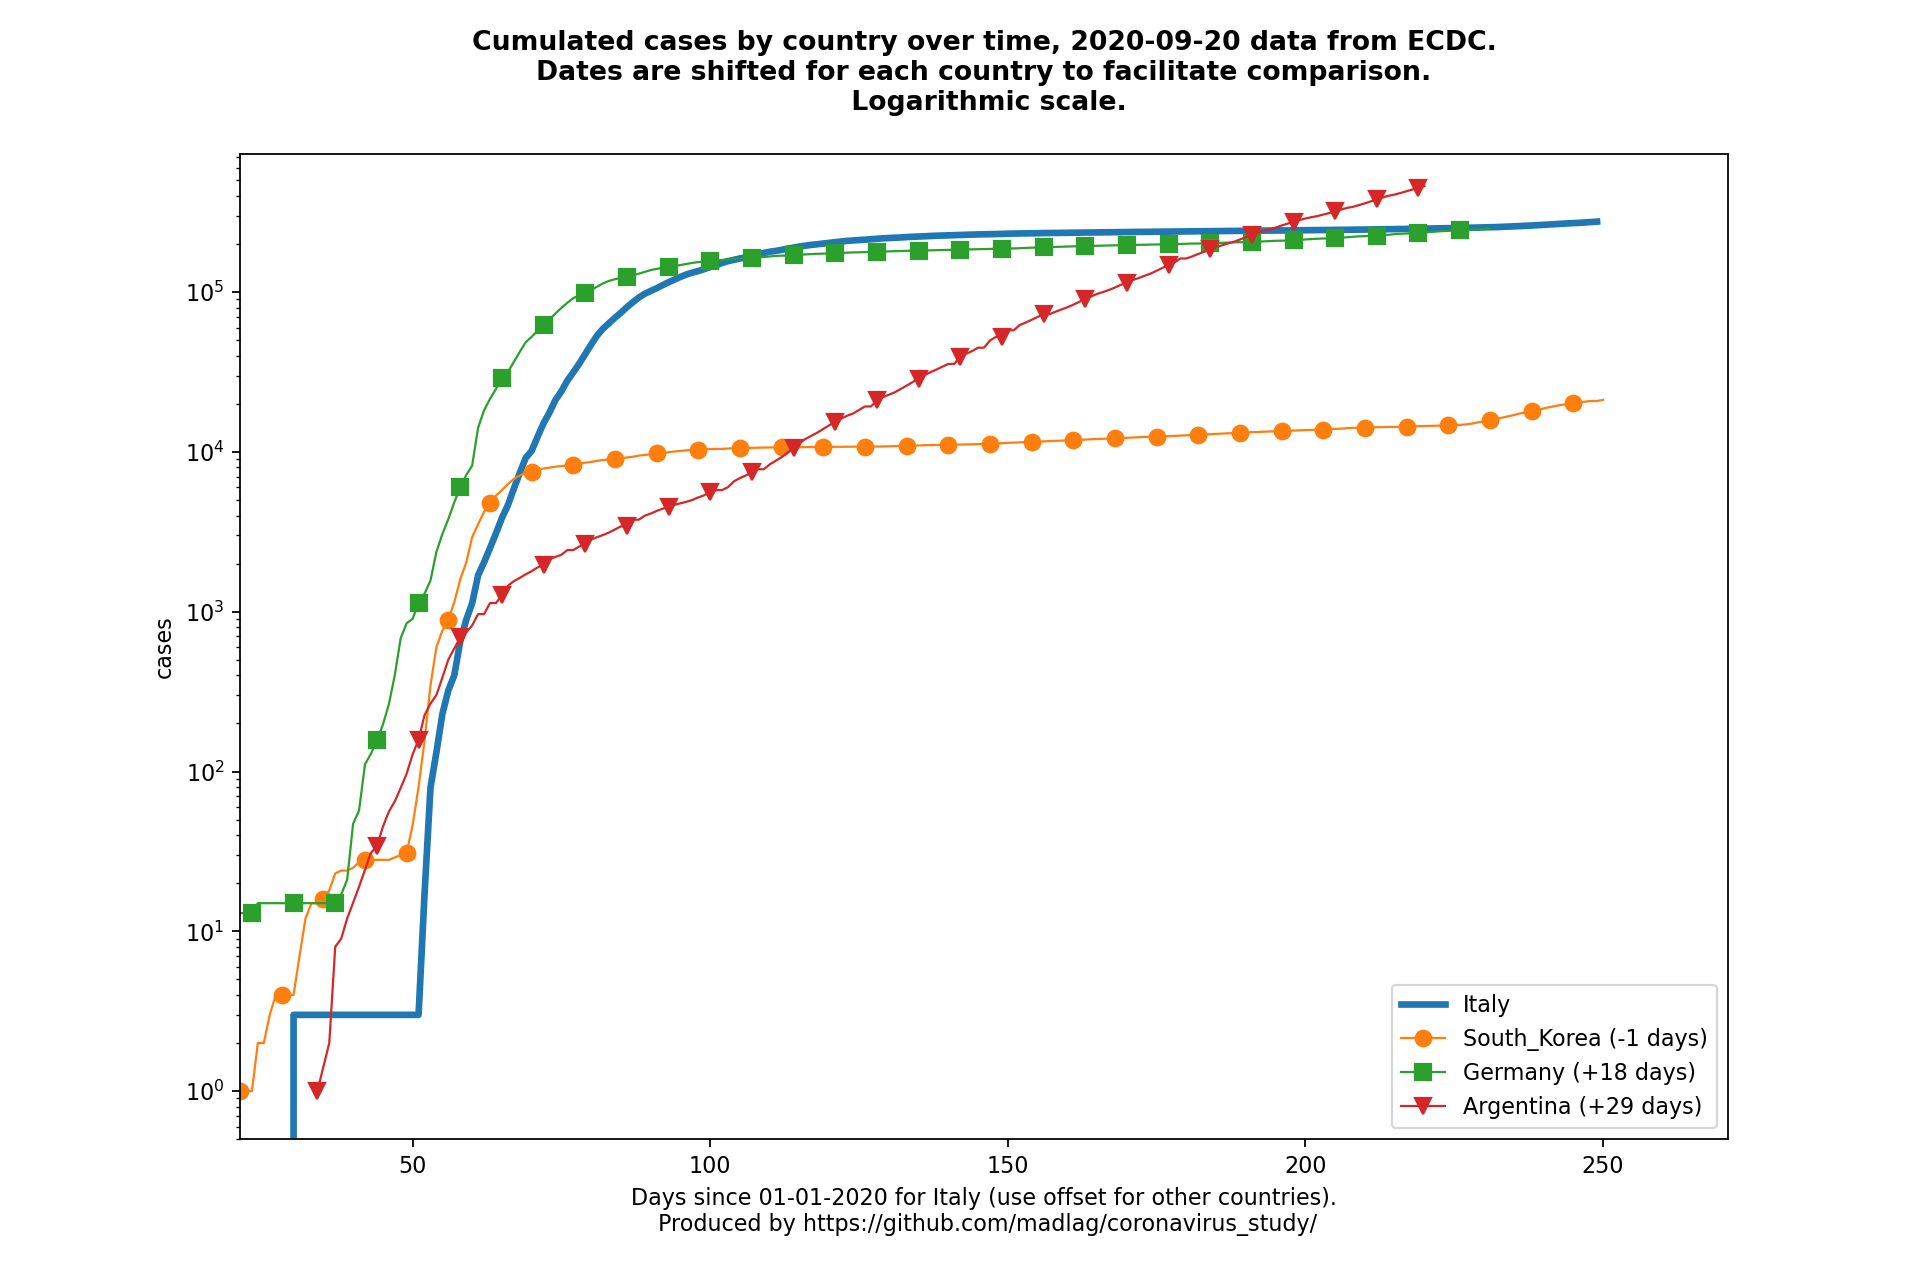 Cumulated cases by country over time, 2020-09-20 data from ECDC.
Dates are shifted for each country to facilitate comparison.
Logarithmic scale.
10^5
10^4
10^3
10^2
10^1
10^0
cases
Italy
South_Korea (-1 days)
Germany (+18 days)
Argentina (+29 days)
50 100 150 200 250
Days since 01-01-2020 for Italy (use offset for other countries).
Produced by https://github.com/madlag/coronavirus_study/